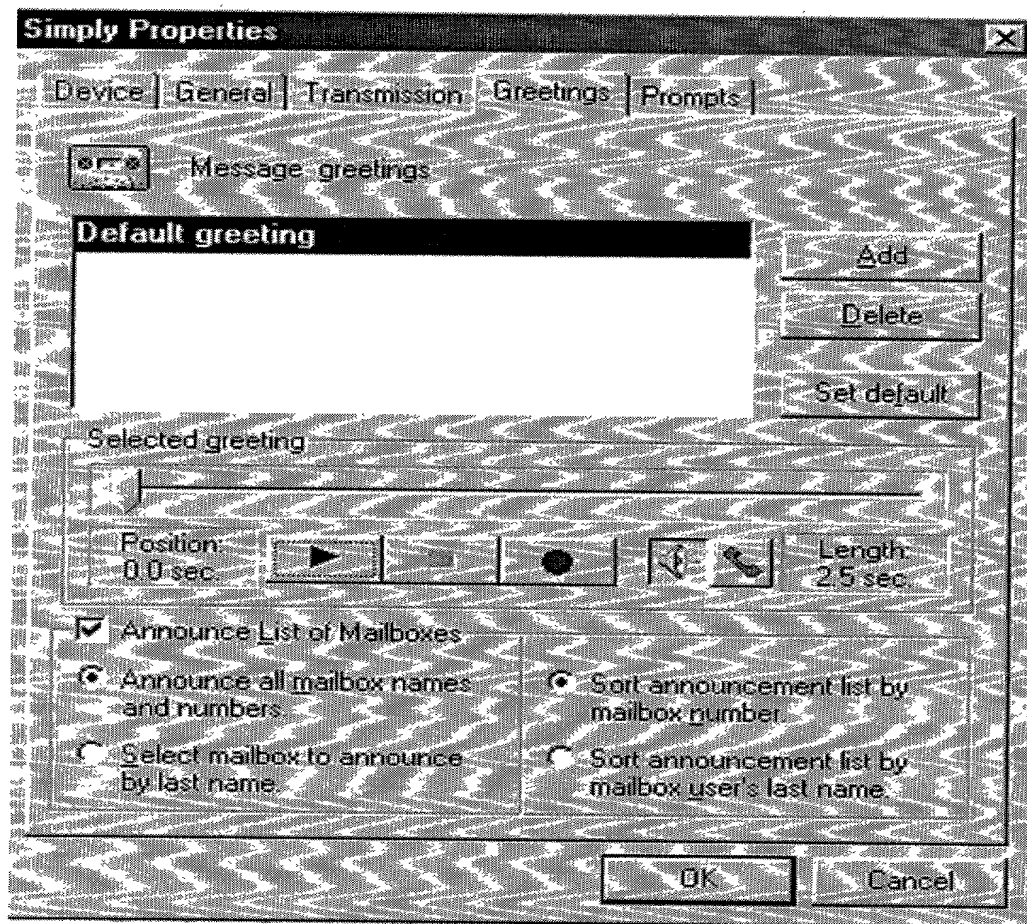 Simply Properties
Device General Transmission Greetings Prompts
Message greetings
Default greeting
Add
Delete
Set default
Selected greeting
Position:
0.0 sec.
Length:
2.5 sec.
Announce List of Mailboxes
Announce all mailbox names
and numbers.
Select mailbox to announce
by last name.
Sort announcement list by
mailbox number.
Sort announcement list by
mailbox user's last name.
OK Cancel